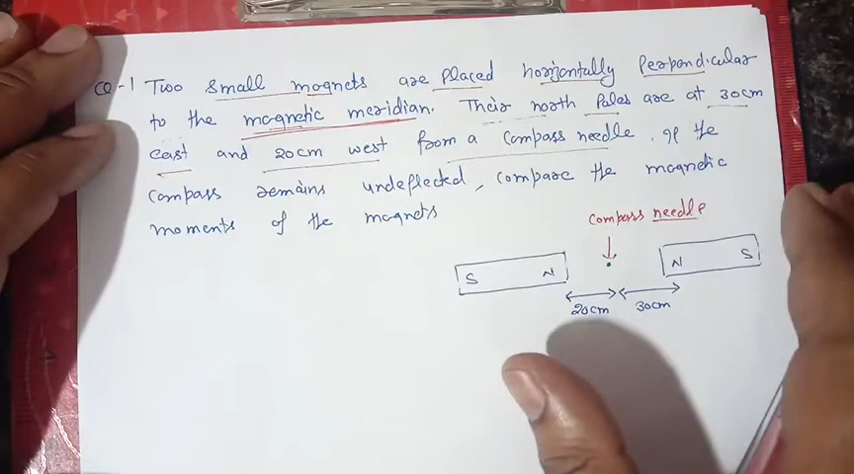 Q-1 Two small magnets are placed horizontally perpendicular
to the magnetic meridian. Their north Poles are at 30cm
east and 20cm west from a compass needle. If the
compass remains undeflected, compare the magnetic
moments of the magnets
compass needle
S N N S
20cm 30cm